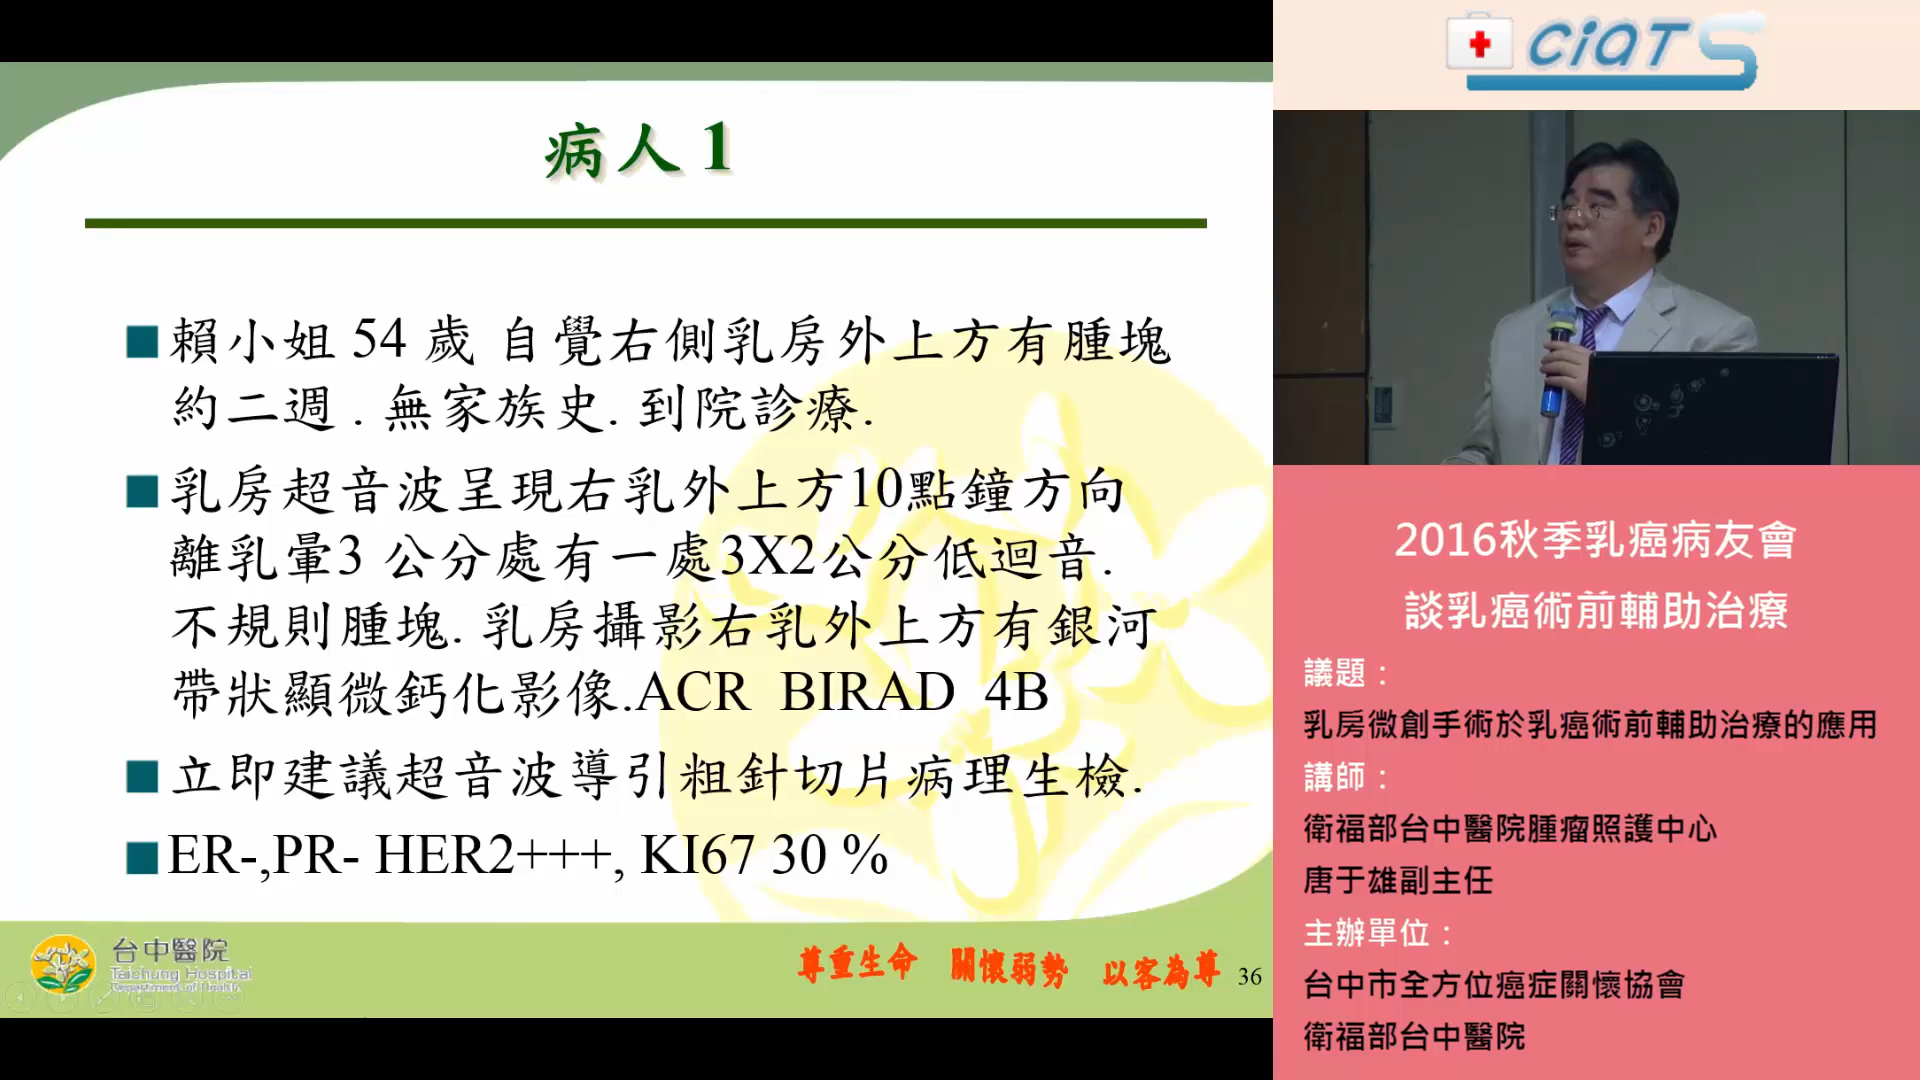 病人 1
賴小姐 54 歲 自覺右側乳房外上方有腫塊
約二週 . 無家族史. 到院診療.
乳房超音波呈現右乳外上方10點鐘方向
離乳暈3 公分處有一處3X2公分低迴音.
不規則腫塊. 乳房攝影右乳外上方有銀河
帶狀顯微鈣化影像.ACR BIRAD 4B
立即建議超音波導引粗針切片病理生檢.
ER-,PR- HER2+++, KI67 30 %
台中醫院
Taichung Hospital
Department of Health
尊重生命 關懷弱勢 以客為尊
36
CiATS
2016秋季乳癌病友會
談乳癌術前輔助治療
議題：
乳房微創手術於乳癌術前輔助治療的應用
講師：
衛福部台中醫院腫瘤照護中心
唐于雄副主任
主辦單位：
台中市全方位癌症關懷協會
衛福部台中醫院